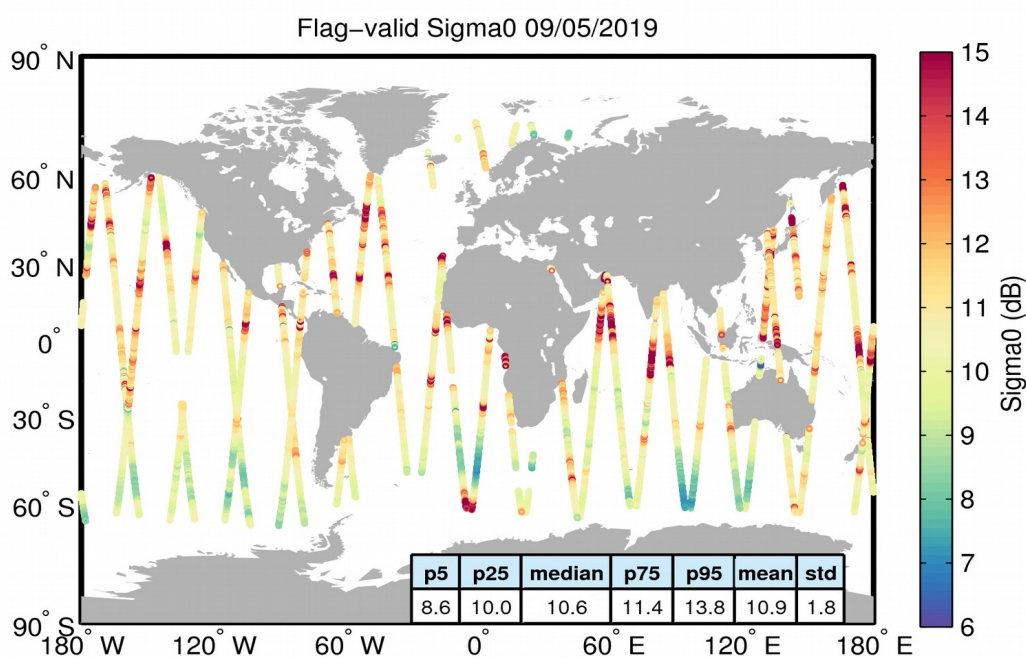 Flag−valid Sigma0 09/05/2019
90° N
60° N
30° N
0°
30° S
60° S
90° S
180° W
120° W
60° W
0°
60° E
120° E
180° E
15
14
13
12
11
10
9
8
7
6
Sigma0 (dB)
p5 p25 median p75 p95 mean std
8.6 10.0 10.6 11.4 13.8 10.9 1.8